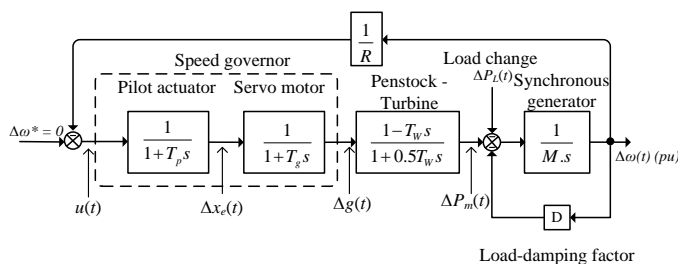 1
R
Load change
ΔP_L(t)
Speed governor
Pilot actuator
Servo motor
Penstock -
Turbine
Synchronous
generator
Δω* = 0
1
1+T_p s
1
1+T_g s
1−T_W s
1+0.5T_W s
1
M.s
Δω(t) (pu)
u(t)
Δx_e(t)
Δg(t)
ΔP_m(t)
D
Load-damping factor